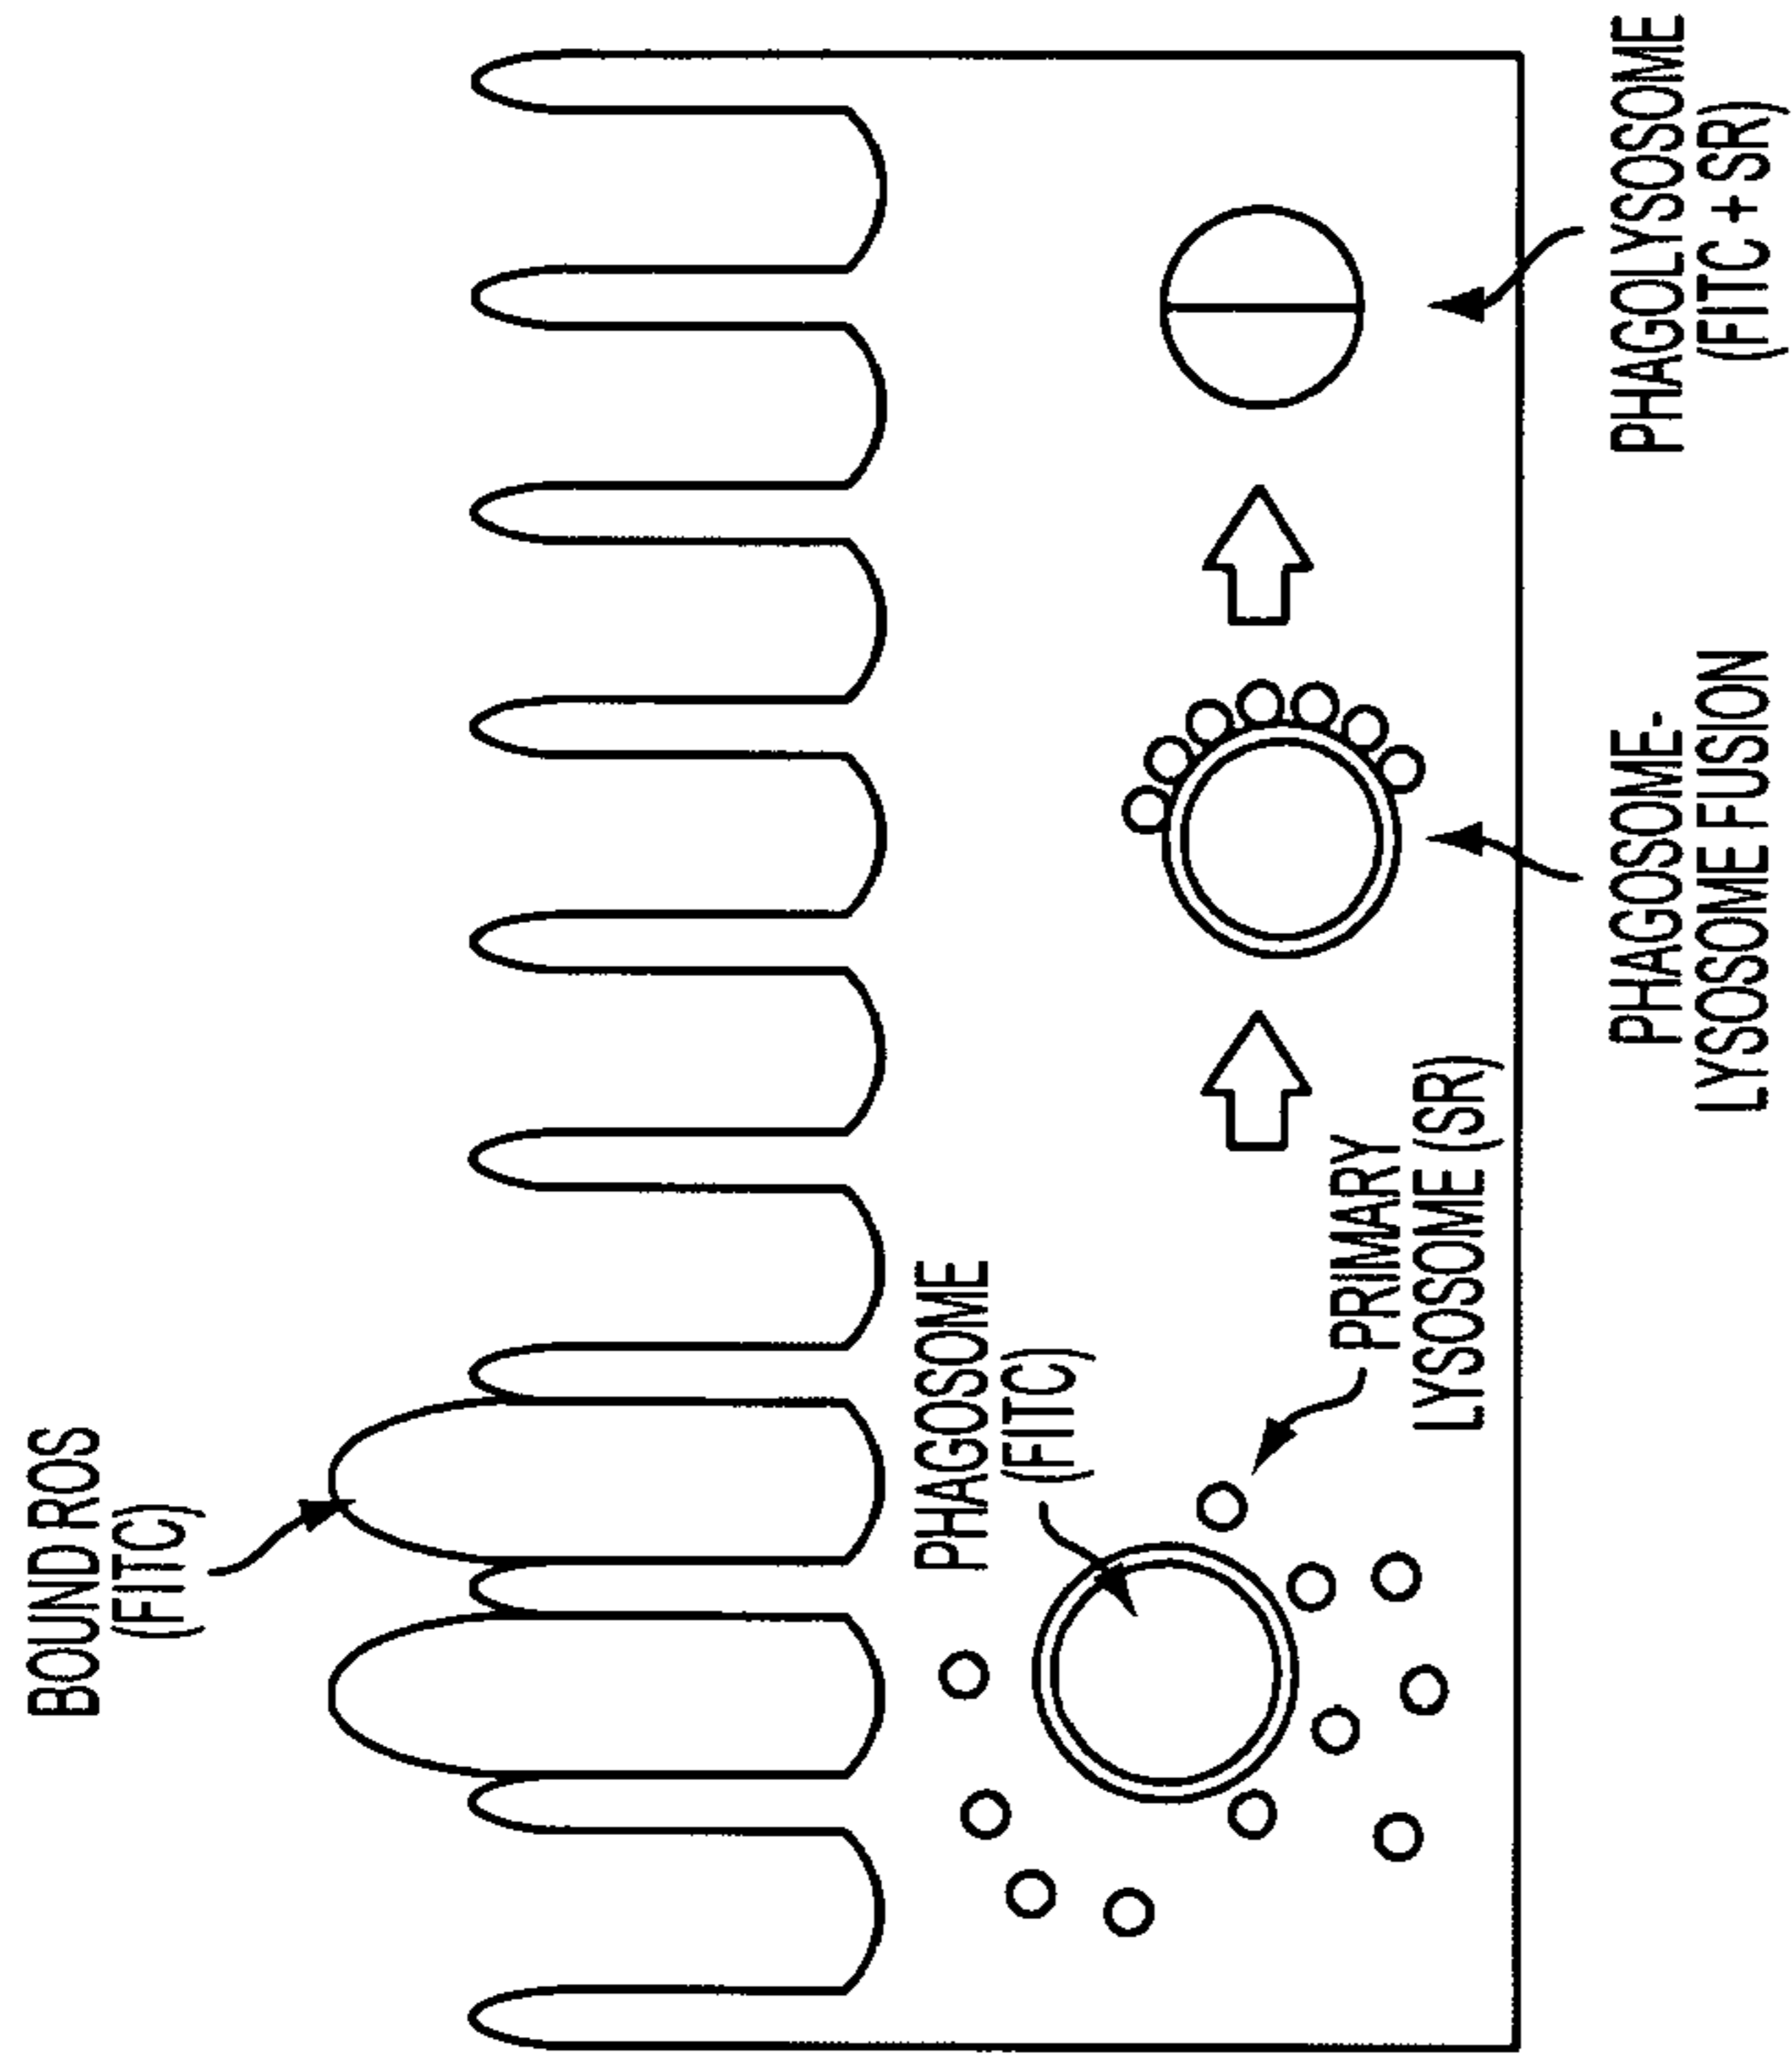 BOUND ROS
(FITC)
PHAGOSOME
(FITC)
PRIMARY
LYSOSOME (SR)
PHAGOSOME-
LYSOSOME FUSION
PHAGOLYSOSOME
(FITC + SR)